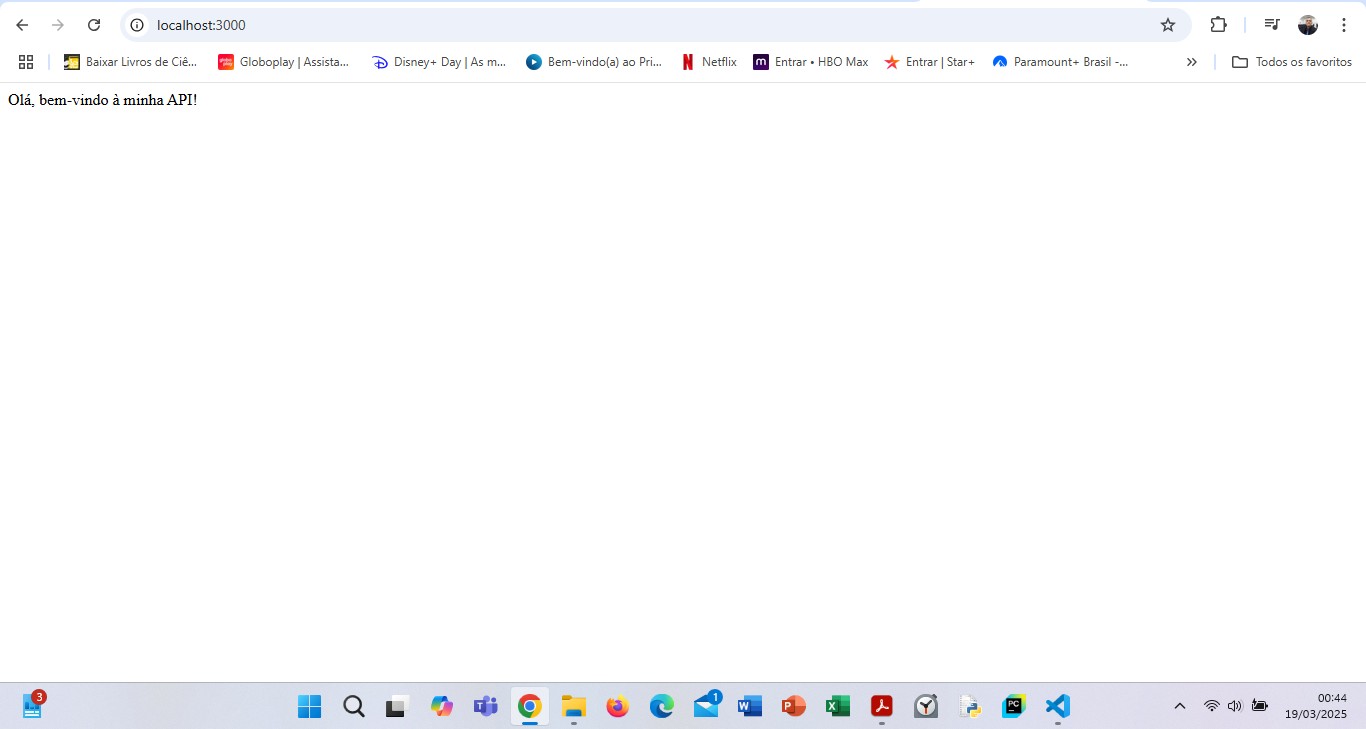 localhost:3000
Baixar Livros de Ciê...
Globoplay | Assista...
Disney+ Day | As m...
Bem-vindo(a) ao Pri...
Netflix
m
Entrar • HBO Max
Entrar | Star+
Paramount+ Brasil -...
Todos os favoritos
Olá, bem-vindo à minha API!
3
1
PC
00:44
19/03/2025